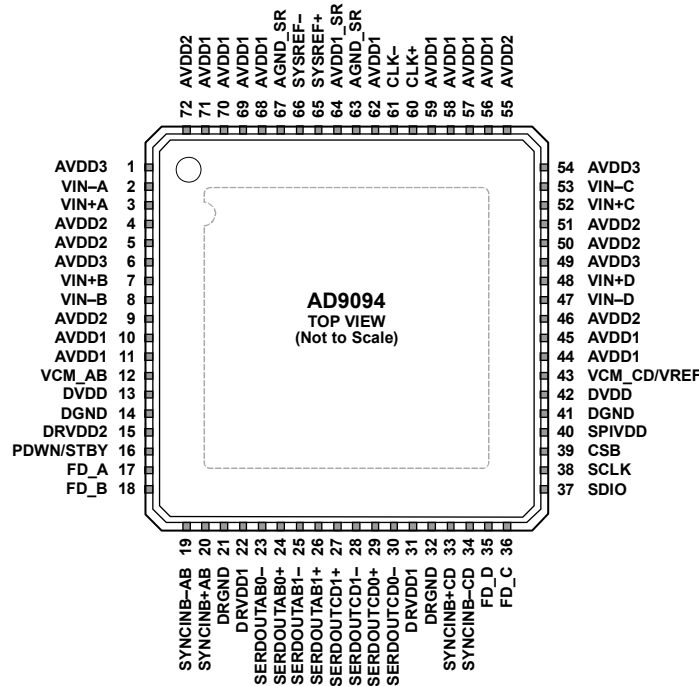 AVDD2
AVDD1
AVDD1
AVDD1
AVDD1
AGND_SR
SYSREF–
SYSREF+
AVDD1_SR
AGND_SR
AVDD1
CLK–
CLK+
AVDD1
AVDD1
AVDD1
AVDD1
AVDD2
72 71 70 69 68 67 66 65 64 63 62 61 60 59 58 57 56 55
AVDD3 1
VIN–A 2
VIN+A 3
AVDD2 4
AVDD2 5
AVDD3 6
VIN+B 7
VIN–B 8
AVDD2 9
AVDD1 10
AVDD1 11
VCM_AB 12
DVDD 13
DGND 14
DRVDD2 15
PDWN/STBY 16
FD_A 17
FD_B 18
AD9094
TOP VIEW
(Not to Scale)
54 AVDD3
53 VIN–C
52 VIN+C
51 AVDD2
50 AVDD2
49 AVDD3
48 VIN+D
47 VIN–D
46 AVDD2
45 AVDD1
44 AVDD1
43 VCM_CD/VREF
42 DVDD
41 DGND
40 SPIVDD
39 CSB
38 SCLK
37 SDIO
19 20 21 22 23 24 25 26 27 28 29 30 31 32 33 34 35 36
SYNCINB–AB
SYNCINB+AB
DRGND
DRVDD1
SERDOUTAB0–
SERDOUTAB0+
SERDOUTAB1–
SERDOUTAB1+
SERDOUTCD1+
SERDOUTCD1–
SERDOUTCD0+
SERDOUTCD0–
DRVDD1
DRGND
SYNCINB+CD
SYNCINB–CD
FD_D
FD_C